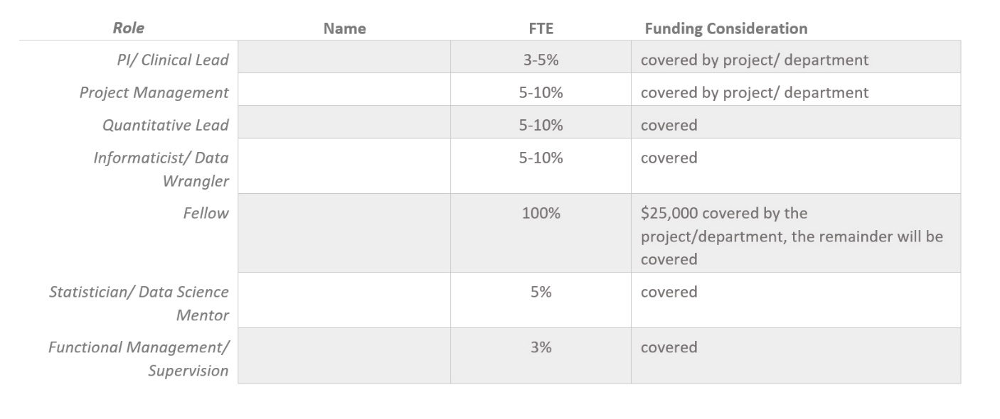 Role Name FTE Funding Consideration
PI/ Clinical Lead 3-5% covered by project/ department
Project Management 5-10% covered by project/ department
Quantitative Lead 5-10% covered
Informaticist/ Data 5-10% covered
Wrangler
Fellow 100% $25,000 covered by the
project/department, the remainder will be
covered
Statistician/ Data Science 5% covered
Mentor
Functional Management/ 3% covered
Supervision